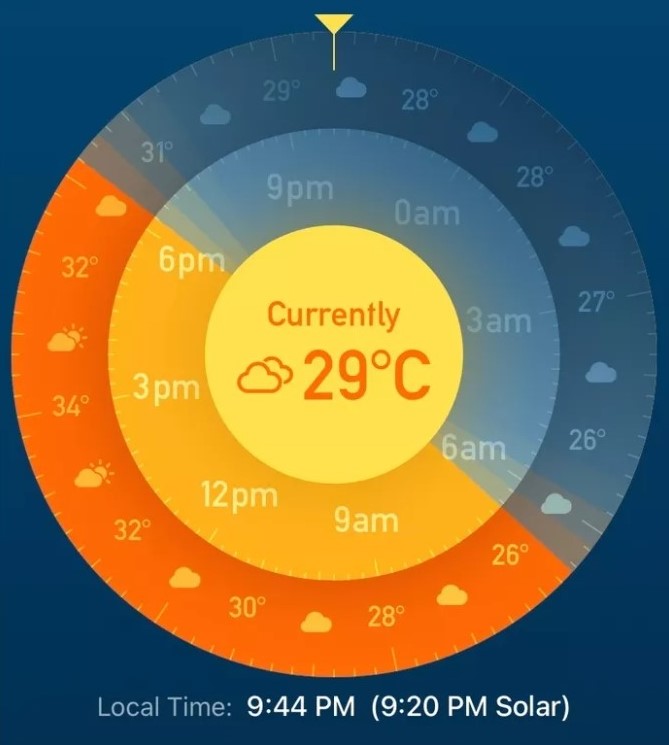 29°
28°
31°
28°
9pm
0am
32°
6pm
27°
Currently
3am
29°C
34°
3pm
26°
6am
12pm
9am
32°
26°
30°
28°
Local Time: 9:44 PM (9:20 PM Solar)